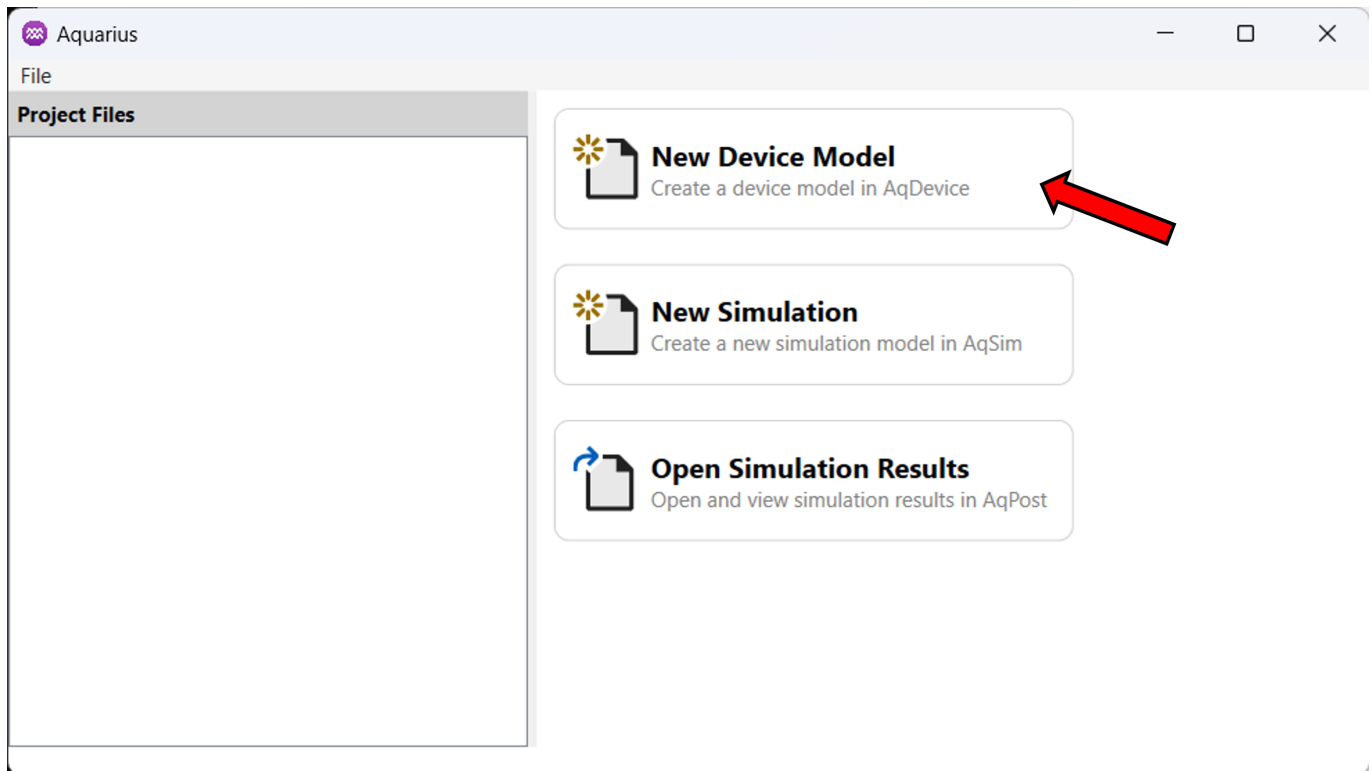 Aquarius
File
Project Files
New Device Model
Create a device model in AqDevice
New Simulation
Create a new simulation model in AqSim
Open Simulation Results
Open and view simulation results in AqPost